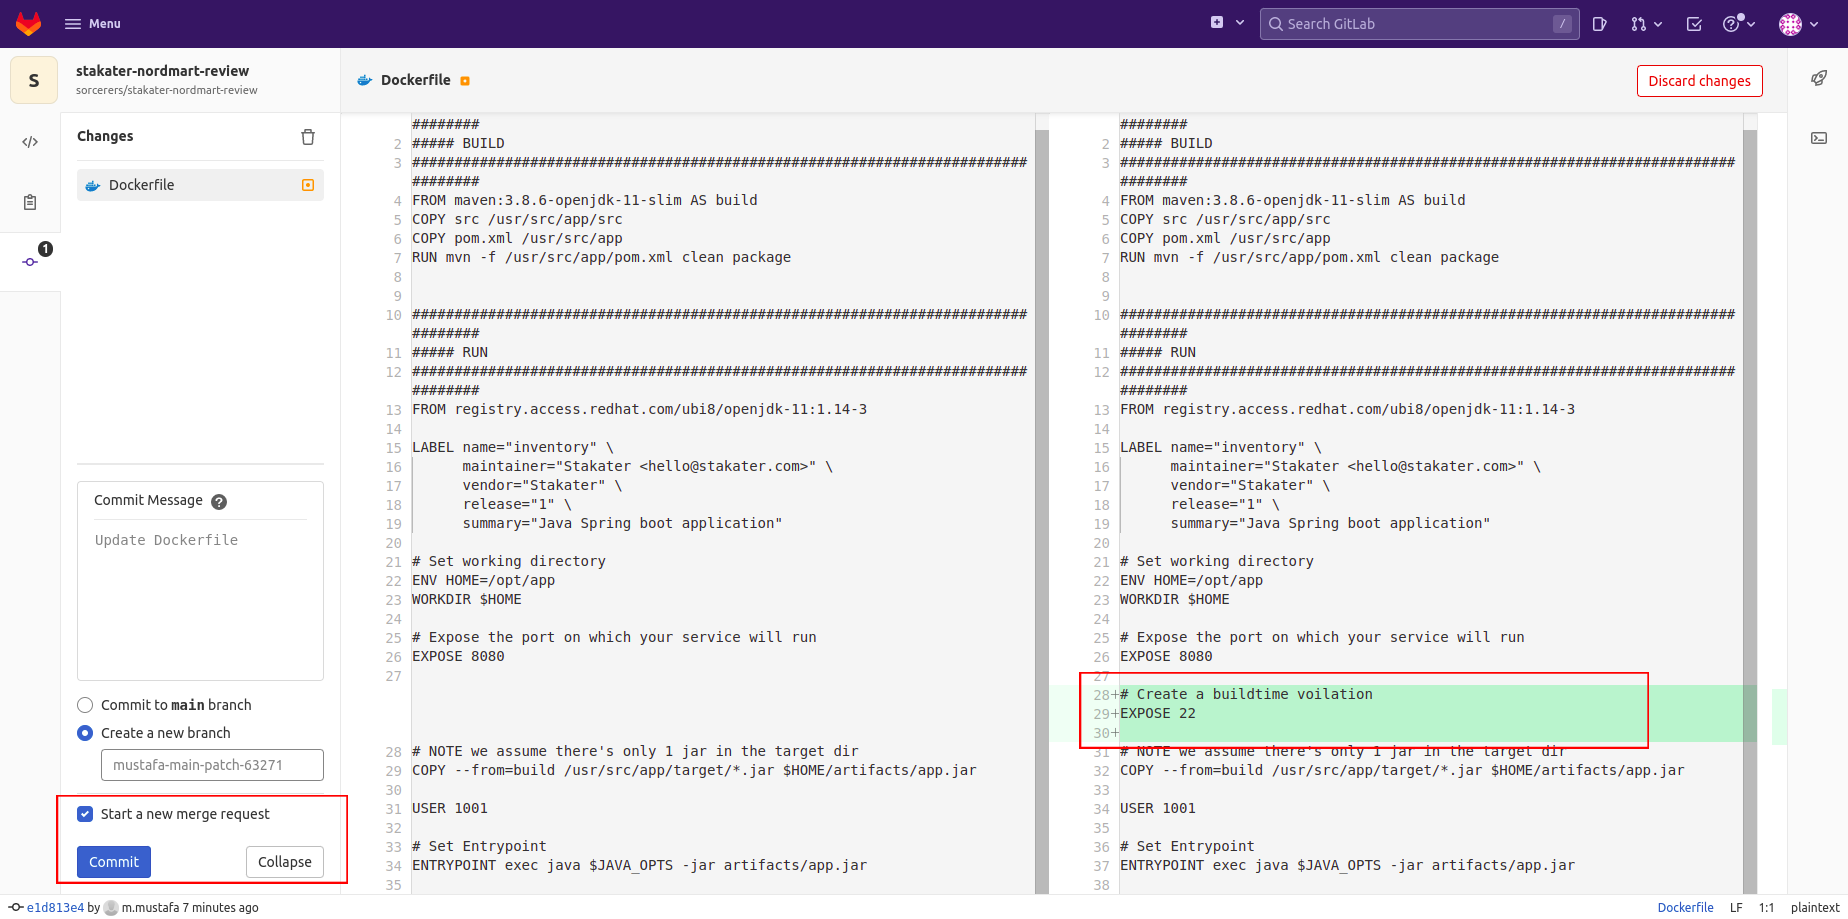 Menu
Search GitLab
/
S
stakater-nordmart-review
sorcerers/stakater-nordmart-review
Dockerfile
Discard changes
Changes
Dockerfile
1
Commit Message ?
Update Dockerfile
Commit to main branch
Create a new branch
mustafa-main-patch-63271
Start a new merge request
Commit
Collapse
########
2 ##### BUILD
3 #########################################################################
########
4 FROM maven:3.8.6-openjdk-11-slim AS build
5 COPY src /usr/src/app/src
6 COPY pom.xml /usr/src/app
7 RUN mvn -f /usr/src/app/pom.xml clean package
8
9
10 #########################################################################
########
11 ##### RUN
12 #########################################################################
########
13 FROM registry.access.redhat.com/ubi8/openjdk-11:1.14-3
14
15 LABEL name="inventory" \
16 maintainer="Stakater <hello@stakater.com>" \
17 vendor="Stakater" \
18 release="1" \
19 summary="Java Spring boot application"
20
21 # Set working directory
22 ENV HOME=/opt/app
23 WORKDIR $HOME
24
25 # Expose the port on which your service will run
26 EXPOSE 8080
27
28 # NOTE we assume there's only 1 jar in the target dir
29 COPY --from=build /usr/src/app/target/*.jar $HOME/artifacts/app.jar
30
31 USER 1001
32
33 # Set Entrypoint
34 ENTRYPOINT exec java $JAVA_OPTS -jar artifacts/app.jar
35
########
2 ##### BUILD
3 #########################################################################
########
4 FROM maven:3.8.6-openjdk-11-slim AS build
5 COPY src /usr/src/app/src
6 COPY pom.xml /usr/src/app
7 RUN mvn -f /usr/src/app/pom.xml clean package
8
9
10 #########################################################################
########
11 ##### RUN
12 #########################################################################
########
13 FROM registry.access.redhat.com/ubi8/openjdk-11:1.14-3
14
15 LABEL name="inventory" \
16 maintainer="Stakater <hello@stakater.com>" \
17 vendor="Stakater" \
18 release="1" \
19 summary="Java Spring boot application"
20
21 # Set working directory
22 ENV HOME=/opt/app
23 WORKDIR $HOME
24
25 # Expose the port on which your service will run
26 EXPOSE 8080
27
28+# Create a buildtime voilation
29+EXPOSE 22
30+
31 # NOTE we assume there's only 1 jar in the target dir
32 COPY --from=build /usr/src/app/target/*.jar $HOME/artifacts/app.jar
33
34 USER 1001
35
36 # Set Entrypoint
37 ENTRYPOINT exec java $JAVA_OPTS -jar artifacts/app.jar
38
e1d813e4 by m.mustafa 7 minutes ago
Dockerfile LF 1:1 plaintext